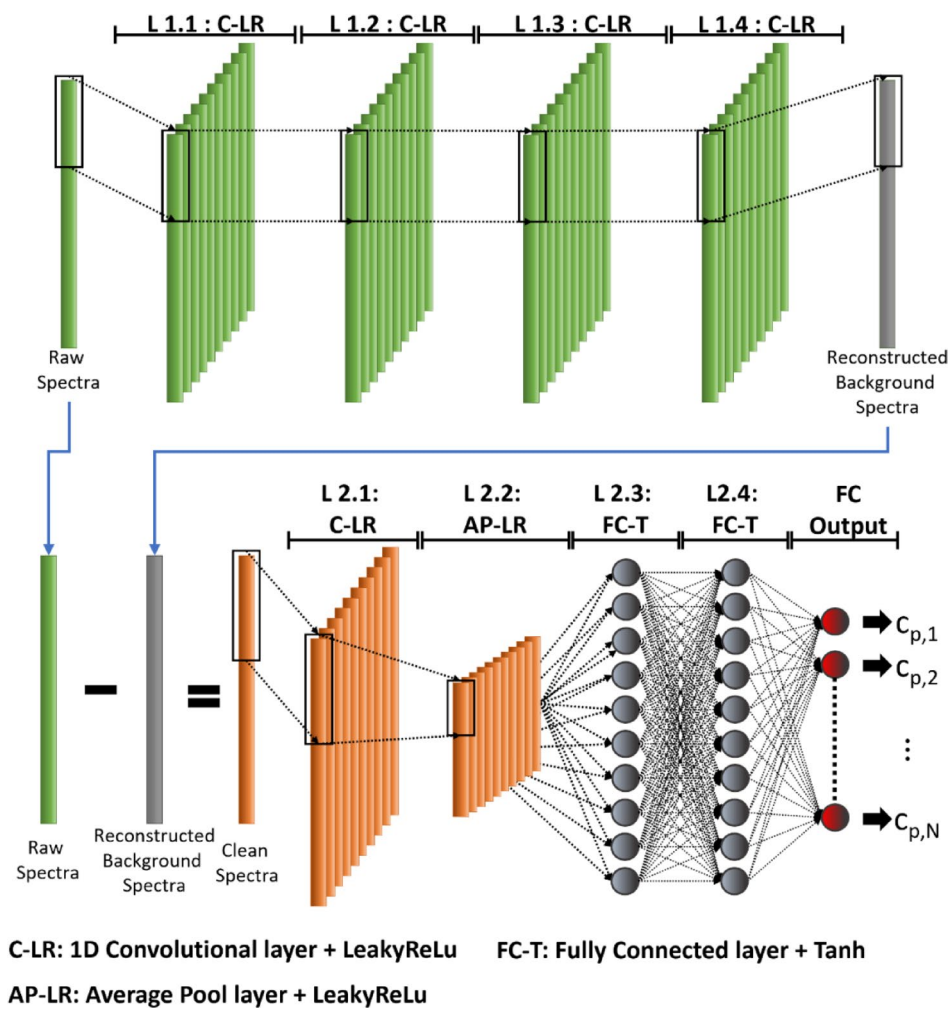 L 1.1 : C-LR
L 1.2 : C-LR
L 1.3 : C-LR
L 1.4 : C-LR
Raw
Spectra
Reconstructed
Background
Spectra
L 2.1:
C-LR
L 2.2:
AP-LR
L 2.3:
FC-T
L2.4:
FC-T
FC
Output
Cp,1
Cp,2
⋮
Cp,N
Raw
Spectra
Reconstructed
Background
Spectra
Clean
Spectra
C-LR: 1D Convolutional layer + LeakyReLu
FC-T: Fully Connected layer + Tanh
AP-LR: Average Pool layer + LeakyReLu